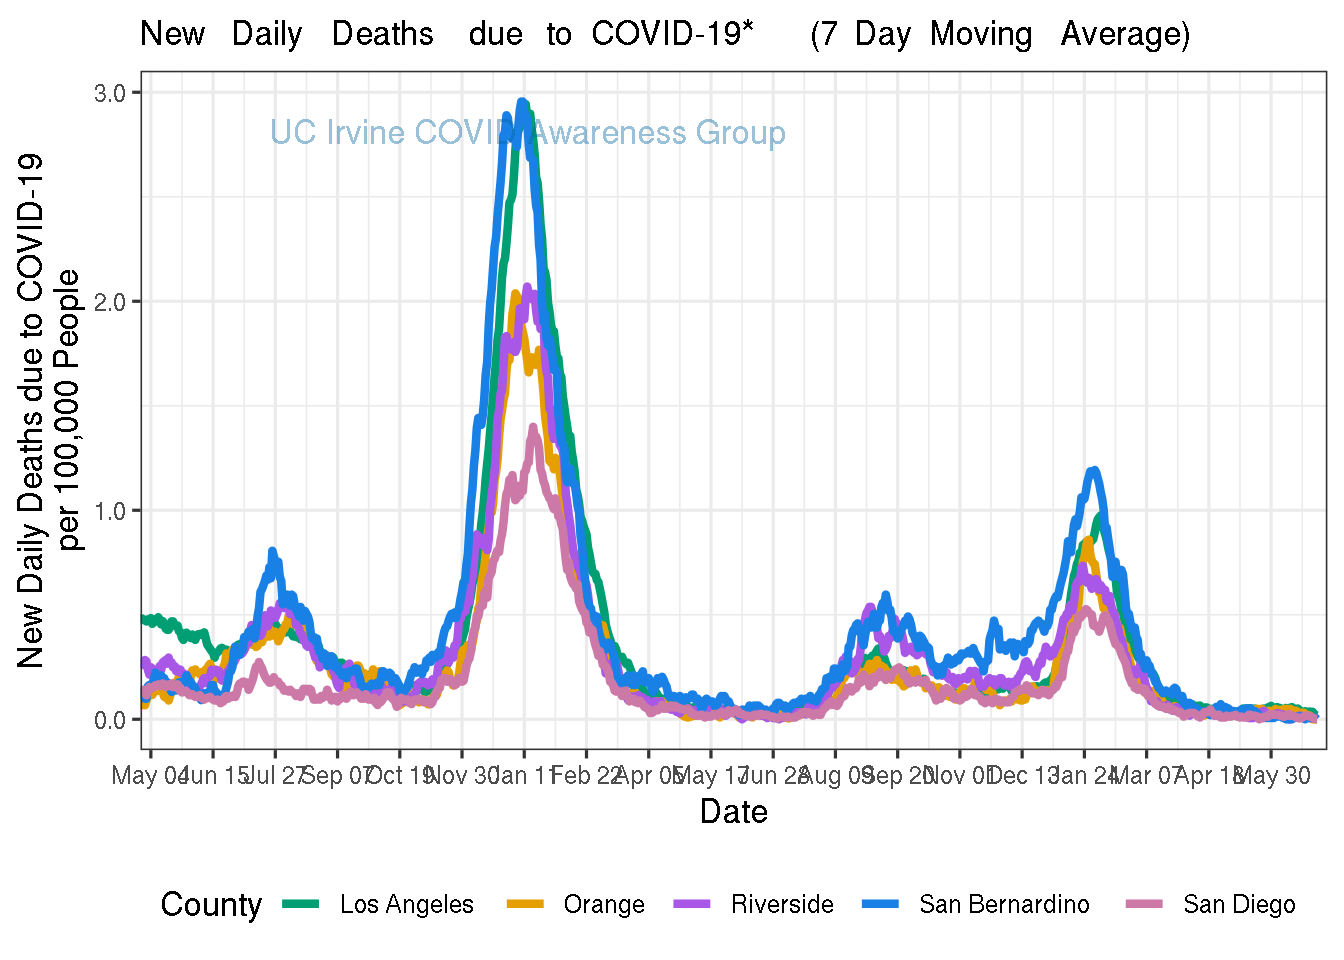 New Daily Deaths due to COVID-19* (7 Day Moving Average)
UC Irvine COVID Awareness Group
New Daily Deaths due to COVID-19
per 100,000 People
3.0
2.0
1.0
0.0
May 04 Jun 15 Jul 27 Sep 07 Oct 19 Nov 30 Jan 11 Feb 22 Apr 05 May 17 Jun 28 Aug 09 Sep 20 Nov 01 Dec 13 Jan 24 Mar 07 Apr 18 May 30
Date
County Los Angeles Orange Riverside San Bernardino San Diego